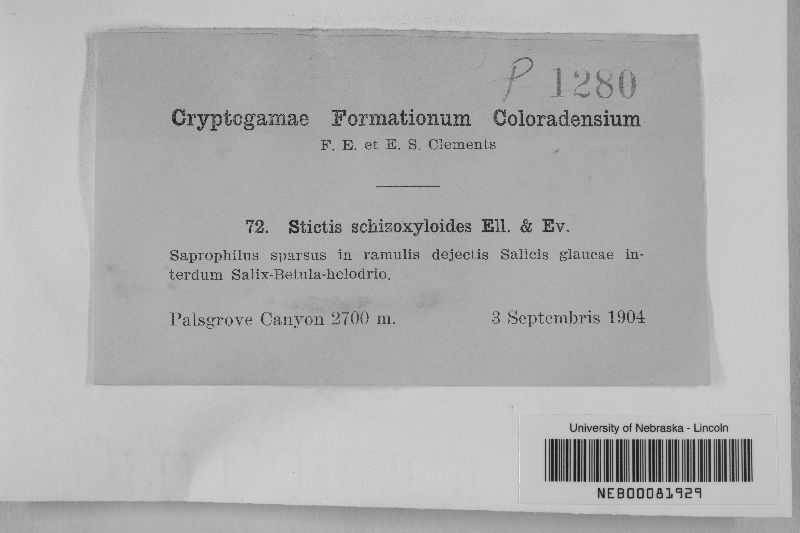 P 1280
Cryptogamae Formationum Coloradensium
F. E. et E. S. Clements
72. Stictis schizoxyloides Ell. & Ev.
Saprophilus sparsus in ramulis dejectis Salicis glaucae in-
terdum Salix-Betula-helodrio.
Palsgrove Canyon 2700 m. 3 Septembris 1904
University of Nebraska - Lincoln
NEB00081929